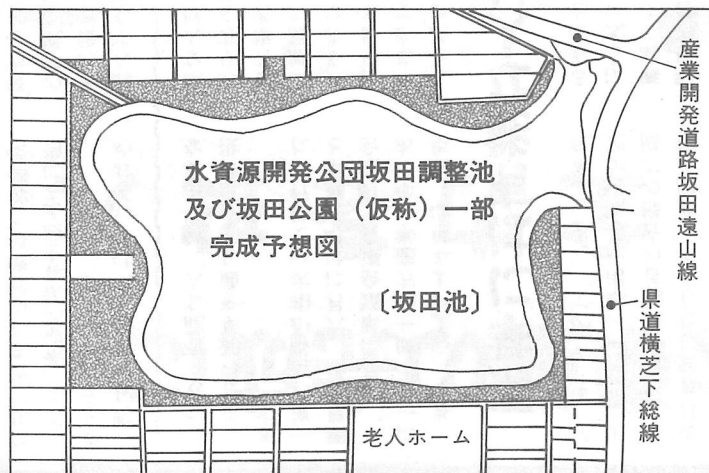 水資源開発公団坂田調整池
及び坂田公園（仮称）一部
完成予想図
〔坂田池〕
老人ホーム
産業開発道路坂田遠山線
県道横芝下総線